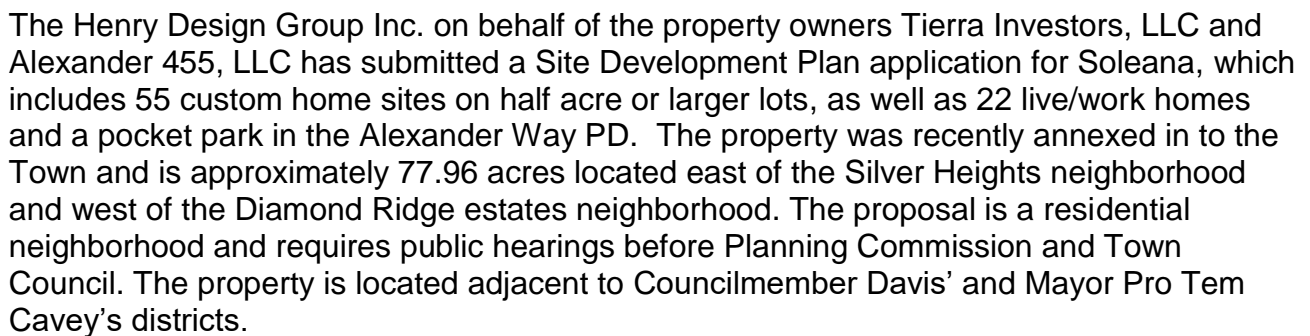 The Henry Design Group Inc. on behalf of the property owners Tierra Investors, LLC and
Alexander 455, LLC has submitted a Site Development Plan application for Soleana, which
includes 55 custom home sites on half acre or larger lots, as well as 22 live/work homes
and a pocket park in the Alexander Way PD.  The property was recently annexed in to the
Town and is approximately 77.96 acres located east of the Silver Heights neighborhood
and west of the Diamond Ridge estates neighborhood. The proposal is a residential
neighborhood and requires public hearings before Planning Commission and Town
Council. The property is located adjacent to Councilmember Davis’ and Mayor Pro Tem
Cavey’s districts.